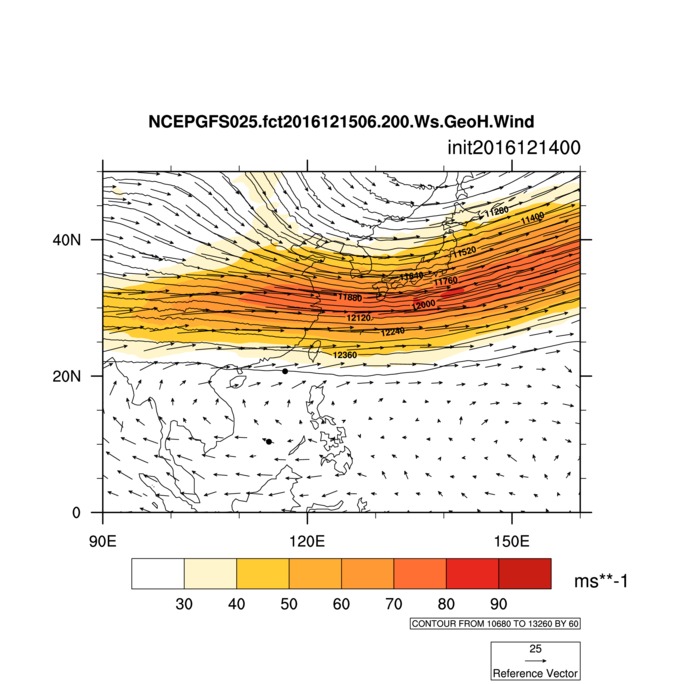 NCEPGFS025.fct2016121506.200.Ws.GeoH.Wind
init2016121400
11280
11400
40N
11520
11640
11760
11880
12000
12120
12240
12360
20N
0
90E 120E 150E
ms**-1
30 40 50 60 70 80 90
CONTOUR FROM 10680 TO 13260 BY 60
25
Reference Vector